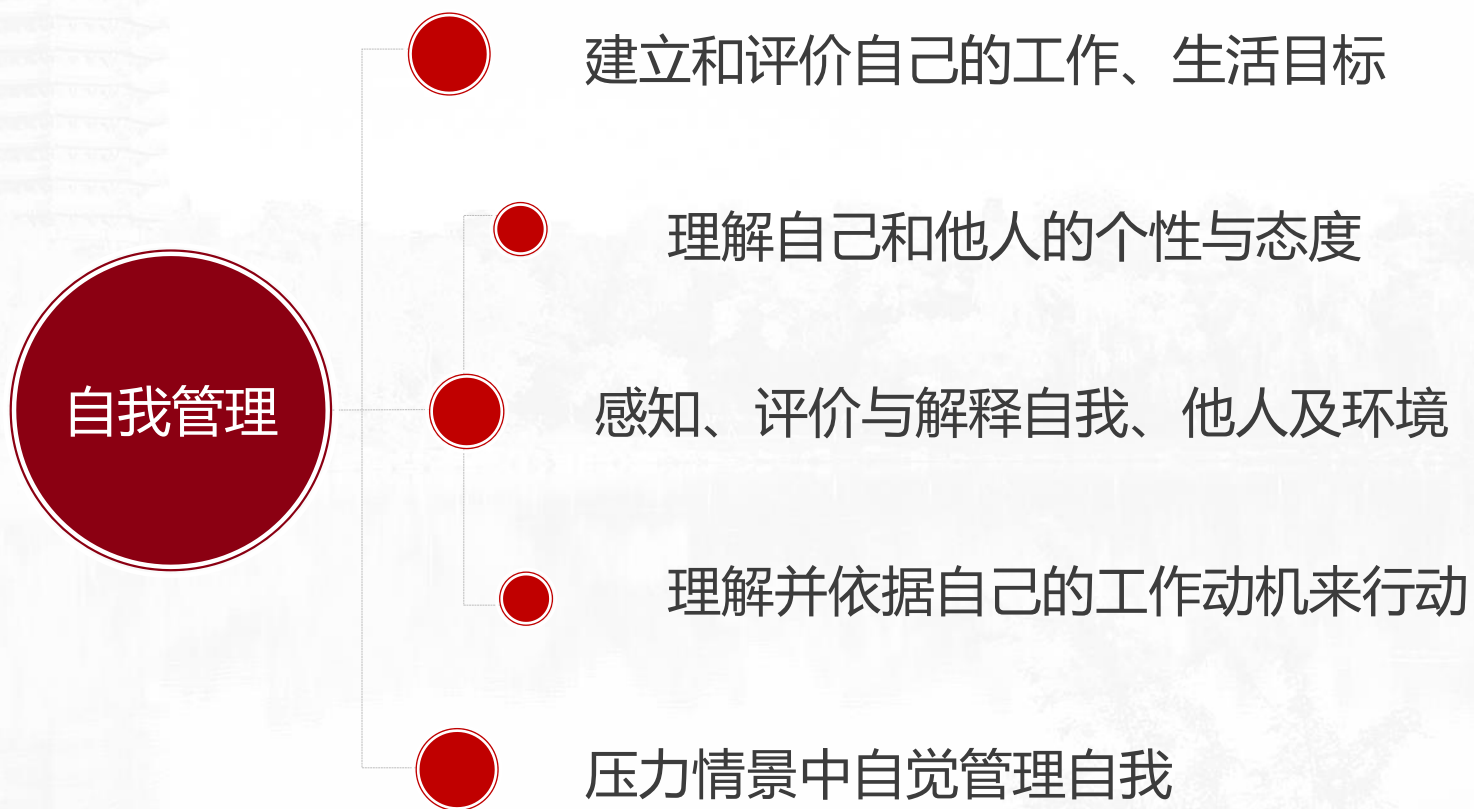 建立和评价自己的工作、生活目标
理解自己和他人的个性与态度
自我管理
感知、评价与解释自我、他人及环境
理解并依据自己的工作动机来行动
压力情景中自觉管理自我